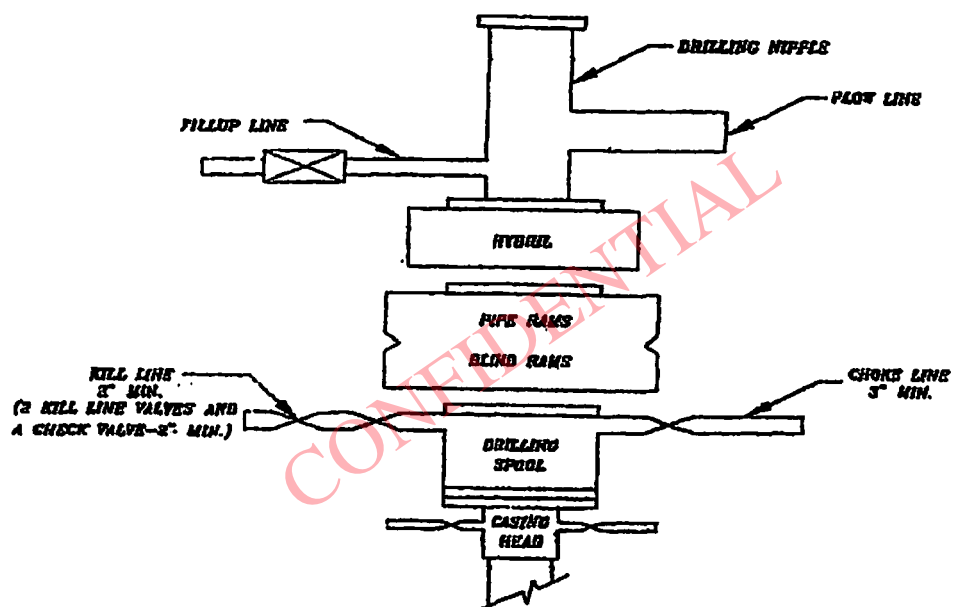 DRILLING NIPPLE
FLOW LINE
FILLUP LINE
HYDRIL
PIPE RAMS
BLIND RAMS
KILL LINE
2" MIN.
(2 KILL LINE VALVES AND
A CHECK VALVE-2" MIN.)
CHOKE LINE
3" MIN.
DRILLING
SPOOL
CASING
HEAD
CONFIDENTIAL